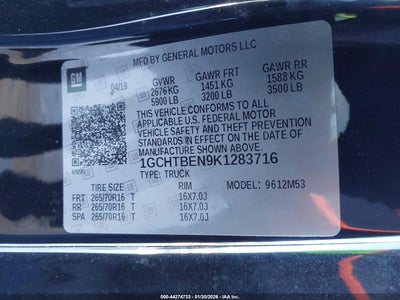 MFD BY GENERAL MOTORS LLC
GM
04/19
GVWR GAWR FRT GAWR RR
2676KG 1451 KG 1588 KG
5900 LB 3200 LB 3500 LB
THIS VEHICLE CONFORMS TO ALL APPLICABLE
U.S. FEDERAL MOTOR VEHICLE
SAFETY AND THEFT PREVENTION STANDARDS
IN EFFECT ON THE DATE OF
MANUFACTURE SHOWN ABOVE.
1GCHTBEN9K1283716
TYPE: TRUCK MODEL: 9612M53
TIRE SIZE RIM
FRT 265/70R16 T 16X7.0J
RR 265/70R16 T 16X7.0J
SPA 265/70R16 T 16X7.0J
000-44274733 - 01/30/2026 - IAA Holdings, LLC